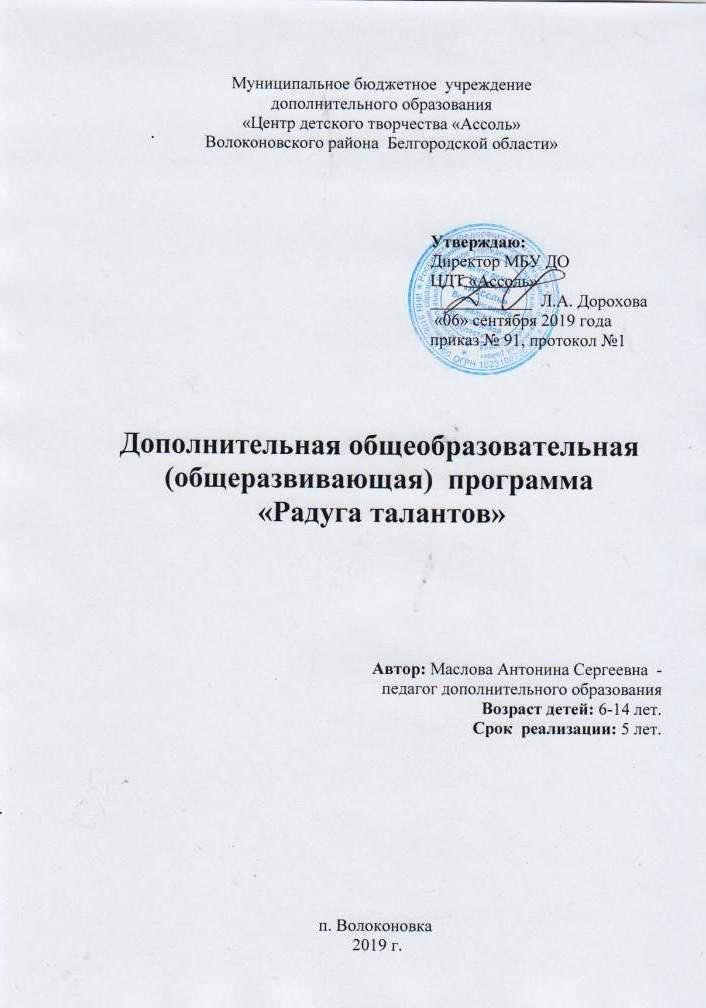 Муниципальное бюджетное учреждение
дополнительного образования
«Центр детского творчества «Ассоль»
Волоконовского района Белгородской области»
Утверждаю:
Директор МБУ ДО
ЦДТ «Ассоль»
____________ Л.А. Дорохова
«06» сентября 2019 года
приказ № 91, протокол №1
Дополнительная общеобразовательная
(общеразвивающая) программа
«Радуга талантов»
Автор: Маслова Антонина Сергеевна -
педагог дополнительного образования
Возраст детей: 6-14 лет.
Срок реализации: 5 лет.
п. Волоконовка
2019 г.